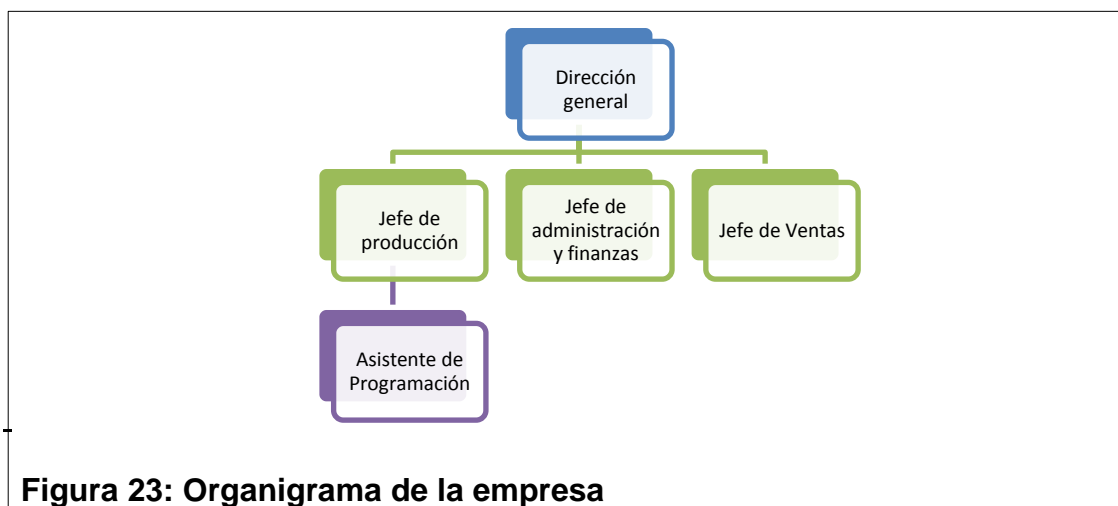 Dirección
general
Jefe de
producción
Jefe de
administración
y finanzas
Jefe de Ventas
Asistente de
Programación
Figura 23: Organigrama de la empresa